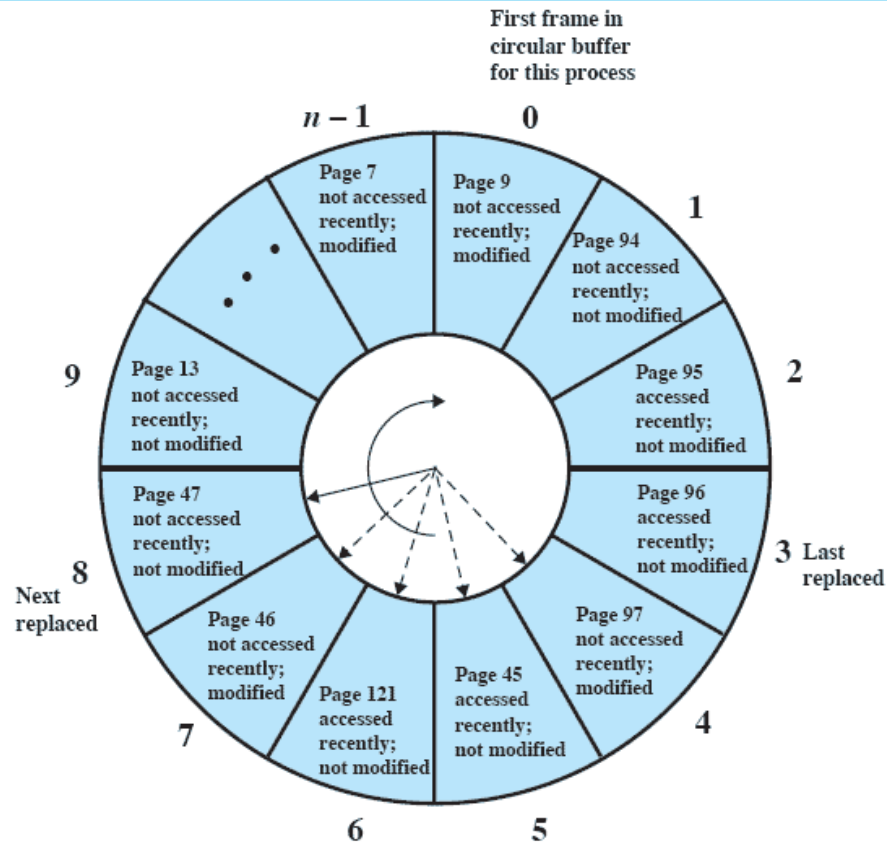 First frame in
circular buffer
for this process
n – 1
0
Page 7
not accessed
recently;
modified
Page 9
not accessed
recently;
modified
1
Page 94
not accessed
recently;
not modified
2
Page 95
accessed
recently;
not modified
3
Last
replaced
Page 96
accessed
recently;
not modified
4
Page 97
not accessed
recently;
modified
5
Page 45
accessed
recently;
not modified
6
Page 121
accessed
recently;
not modified
7
Page 46
not accessed
recently;
modified
8
Next
replaced
Page 47
not accessed
recently;
not modified
9
Page 13
not accessed
recently;
not modified